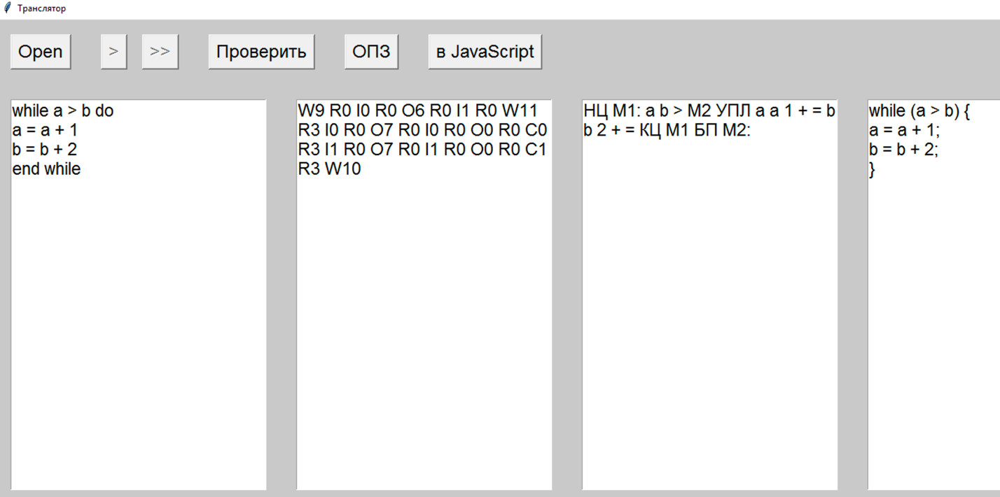 Транслятор
Open > >> Проверить ОПЗ в JavaScript
while a > b do
a = a + 1
b = b + 2
end while
W9 R0 I0 R0 O6 R0 I1 R0 W11
R3 I0 R0 O7 R0 I0 R0 O0 R0 C0
R3 I1 R0 O7 R0 I1 R0 O0 R0 C1
R3 W10
НЦ М1: a b > М2 УПЛ a a 1 + = b
b 2 + = КЦ М1 БП М2:
while (a > b) {
a = a + 1;
b = b + 2;
}